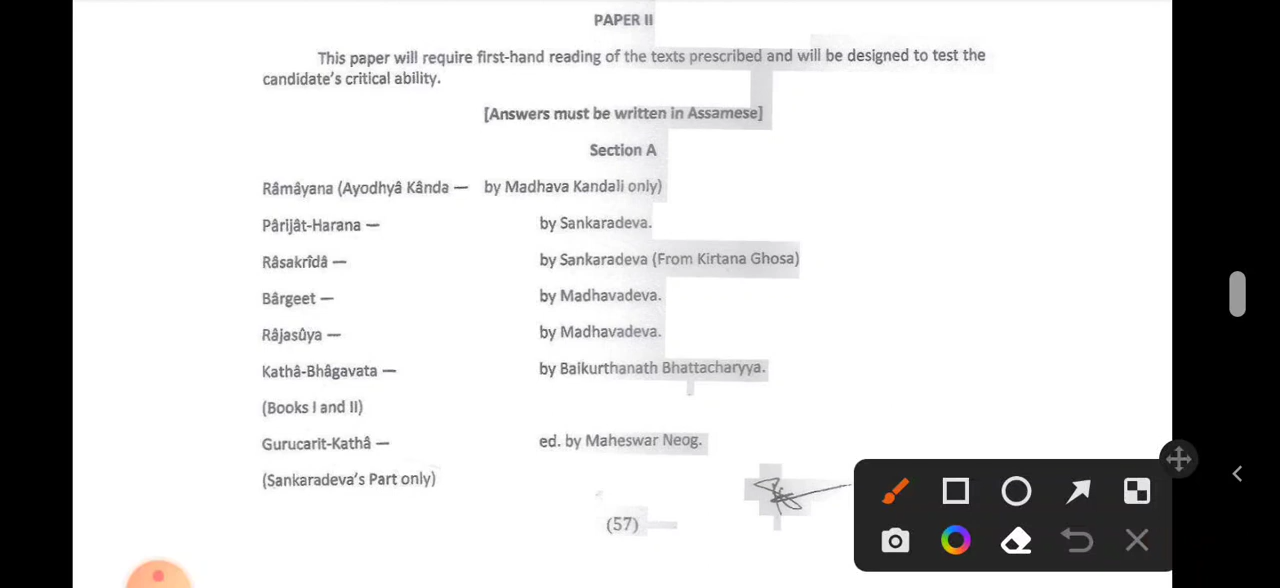 PAPER II
This paper will require first-hand reading of the texts prescribed and will be designed to test the
candidate's critical ability.
[Answers must be written in Assamese]
Section A
Râmâyana (Ayodhyâ Kânda — by Madhava Kandali only)
Pârijât-Harana — by Sankaradeva.
Râsakrîdâ — by Sankaradeva (From Kirtana Ghosa)
Bârgeet — by Madhavadeva.
Râjasûya — by Madhavadeva.
Kathâ-Bhâgavata — by Baikurthanath Bhattacharyya.
(Books I and II)
Gurucarit-Kathâ — ed. by Maheswar Neog.
(Sankaradeva's Part only)
(57)